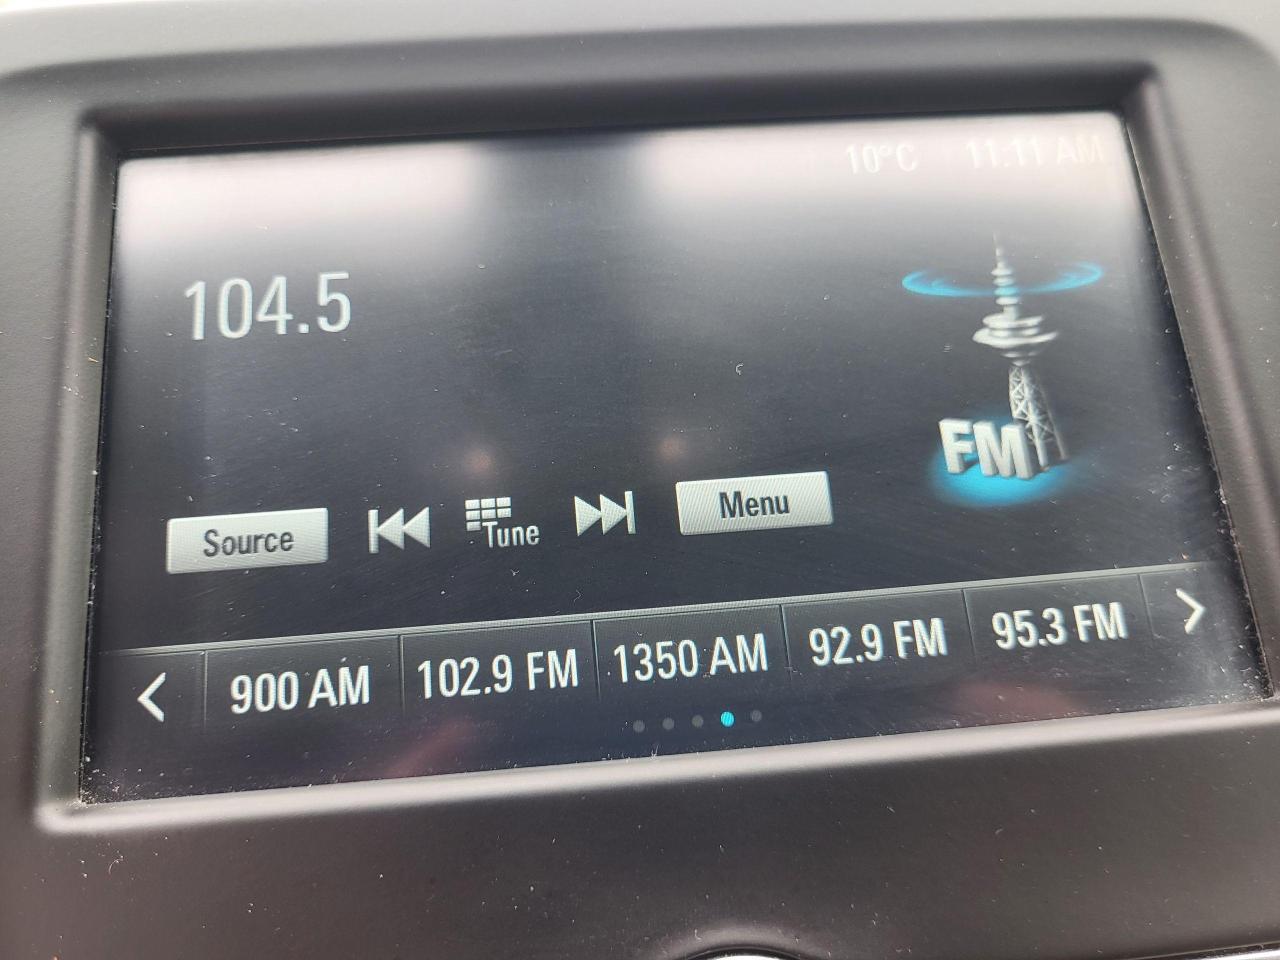 10°C 11:11 AM
104.5
FM
Source Tune Menu
900 AM 102.9 FM 1350 AM 92.9 FM 95.3 FM